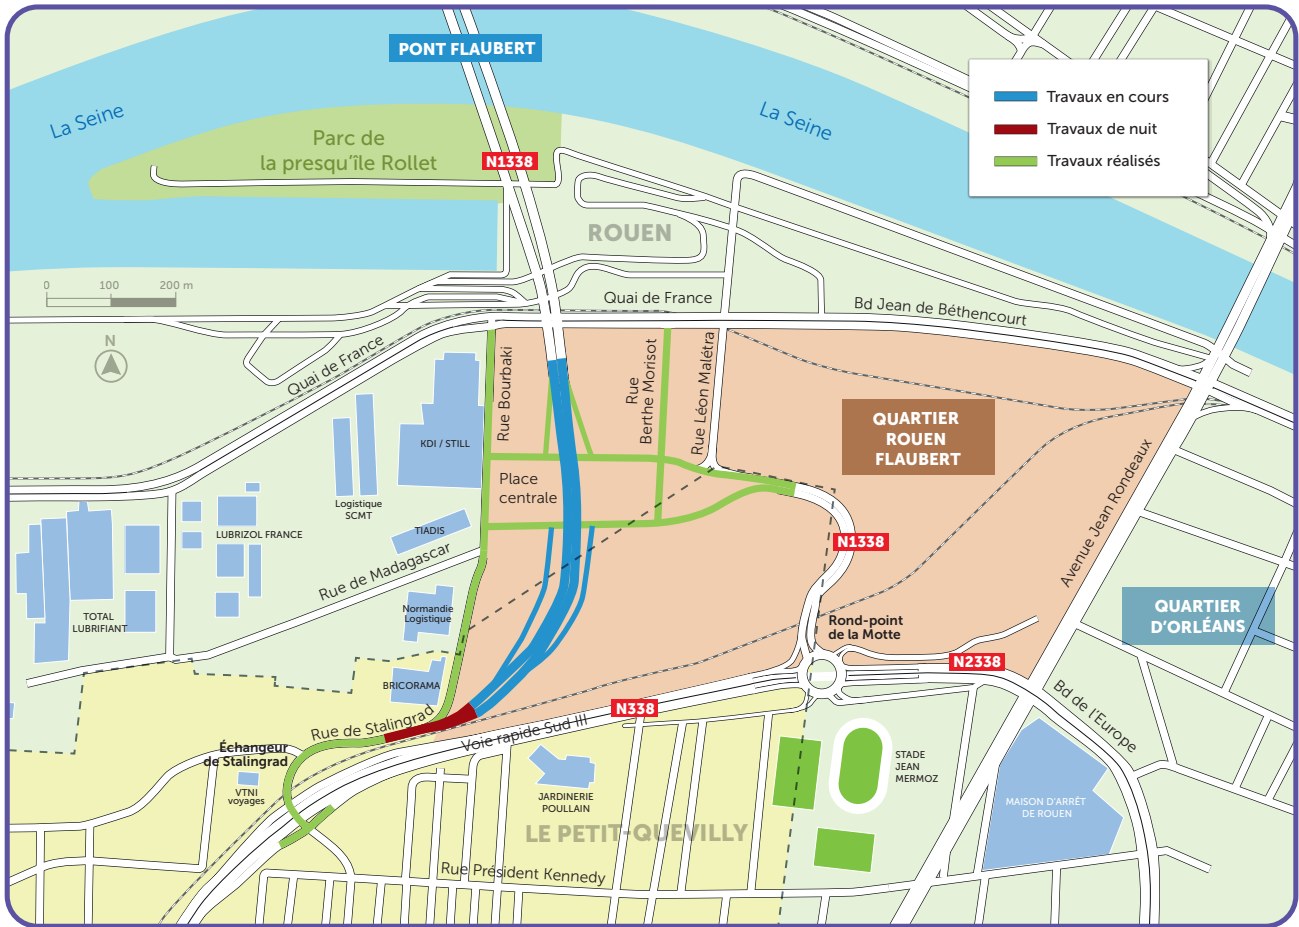 PONT FLAUBERT
La Seine
La Seine
Travaux en cours
Travaux de nuit
Travaux réalisés
Parc de
la presqu'île Rollet
N1338
ROUEN
0 100 200 m
N
Quai de France
Bd Jean de Béthencourt
Quai de France
Rue Bourbaki
Rue
Berthe Morisot
Rue Léon Malétra
QUARTIER
ROUEN
FLAUBERT
KDI / STILL
Logistique
SCMT
Place
centrale
TIADIS
LUBRIZOL FRANCE
Rue de Madagascar
N1338
Avenue Jean Rondeaux
TOTAL
LUBRIFIANT
Normandie
Logistique
Rond-point
de la Motte
QUARTIER
D'ORLÉANS
N2338
BRICORAMA
N338
Rue de Stalingrad
Voie rapide Sud III
Bd de l'Europe
Échangeur
de Stalingrad
VTNI
voyages
JARDINERIE
POULLAIN
STADE
JEAN
MERMOZ
MAISON D'ARRÊT
DE ROUEN
LE PETIT-QUEVILLY
Rue Président Kennedy